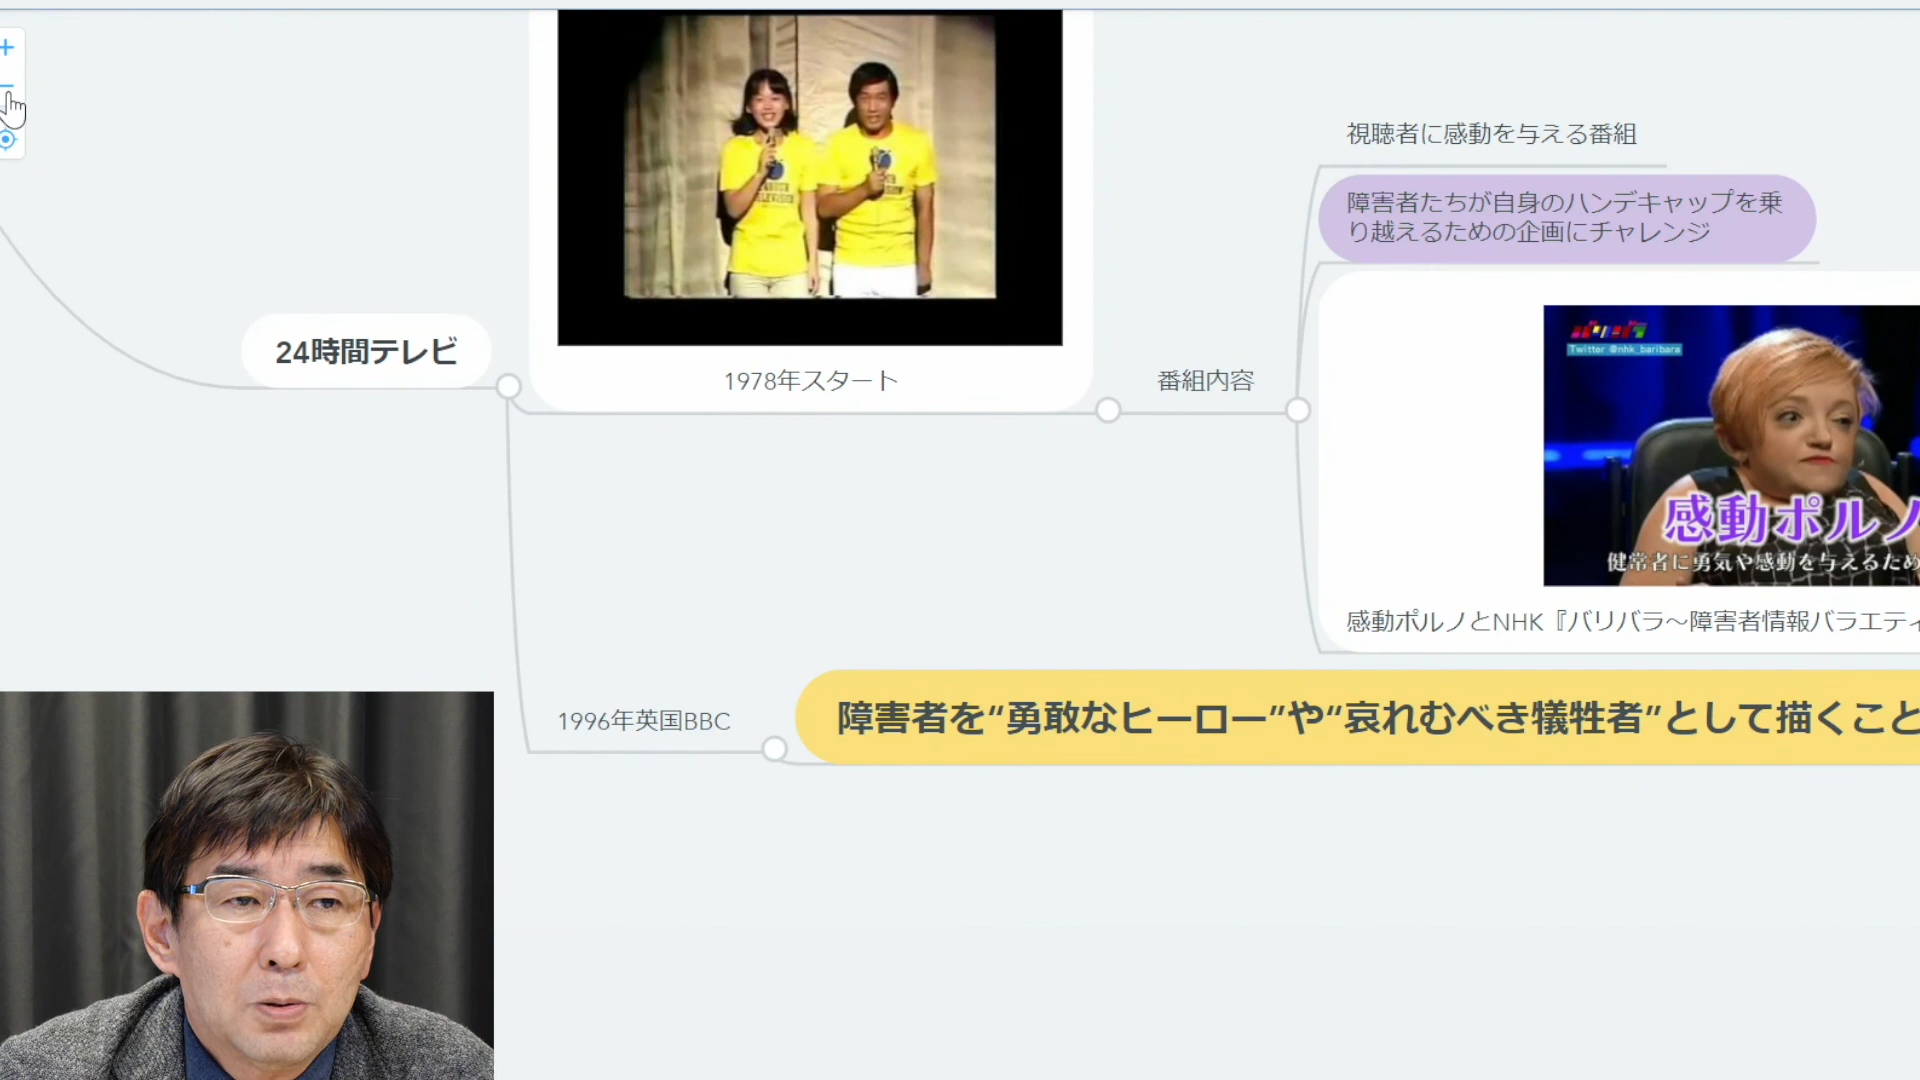 24時間テレビ
1978年スタート
番組内容
視聴者に感動を与える番組
障害者たちが自身のハンデキャップを乗
り越えるための企画にチャレンジ
バリバラ
Twitter @nhk_baribara
感動ポルノ
健常者に勇気や感動を与えるため
感動ポルノとNHK『バリバラ～障害者情報バラエティ
1996年英国BBC
障害者を“勇敢なヒーロー”や“哀れむべき犠牲者”として描くこと